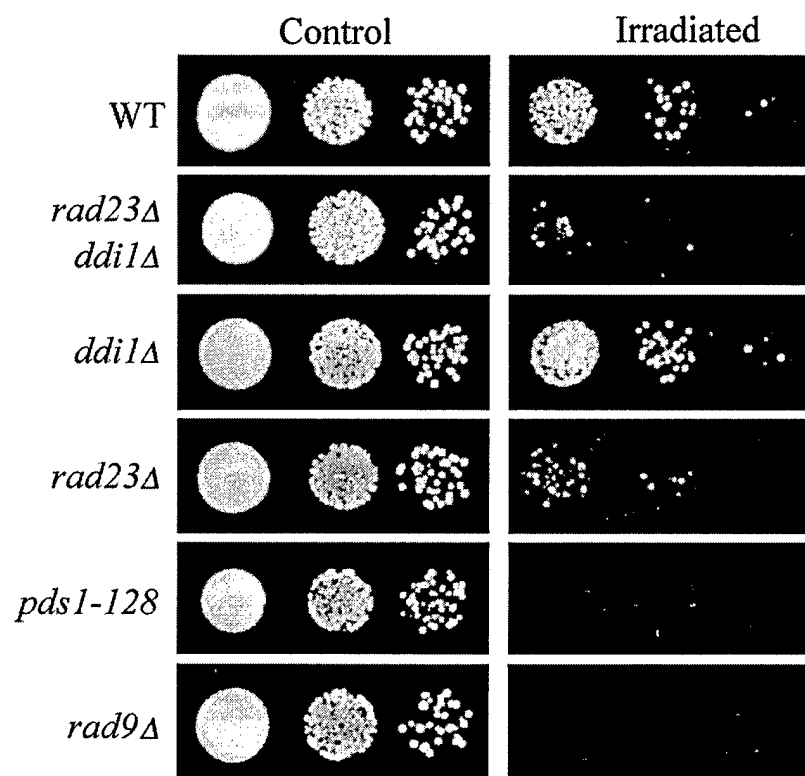 Control Irradiated
WT
rad23Δ
ddi1Δ
ddi1Δ
rad23Δ
pds1-128
rad9Δ